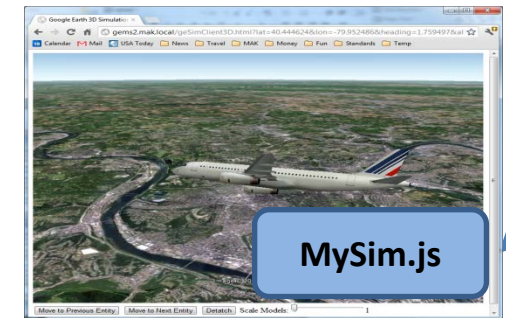 Google Earth 3D Simulatio
gems2.mak.local/geSimClient3D.html?lat=40.444624&lon=-79.952486&heading=1.759497&al
Calendar Mail USA Today News Travel MAK Money Fun Standards Temp
MySim.js
Move to Previous Entity Move to Next Entity Detatch Scale Models: 1